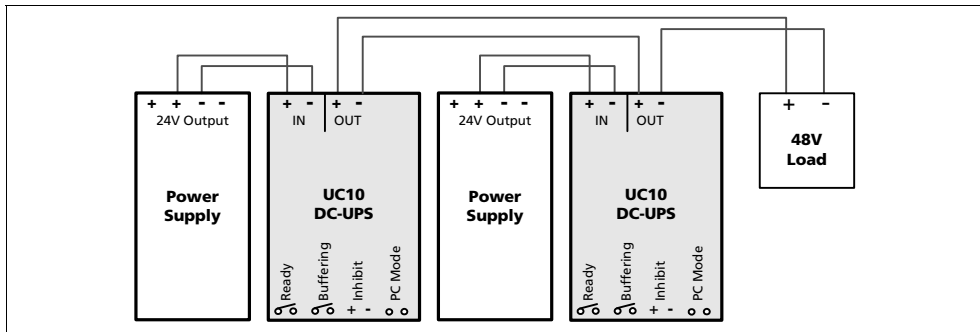 + + - -
24V Output
Power
Supply
+ - + -
IN OUT
UC10
DC-UPS
Ready
Buffering
+ Inhibit -
PC Mode
+ + - -
24V Output
Power
Supply
+ - + -
IN OUT
UC10
DC-UPS
Ready
Buffering
+ Inhibit -
PC Mode
+ -
48V
Load